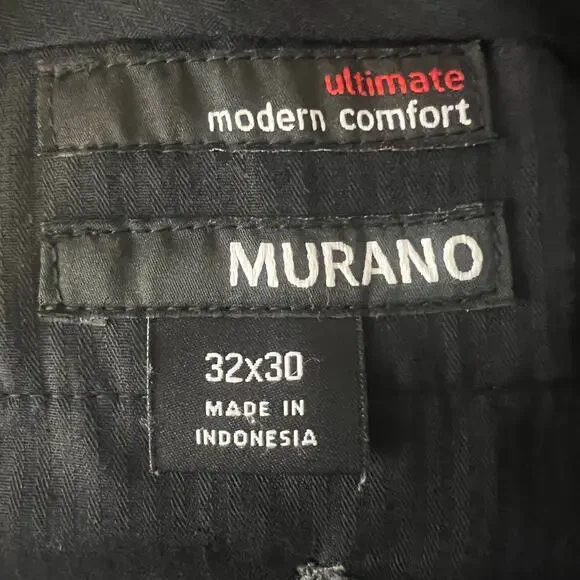 ultimate
modern comfort
MURANO
32x30
MADE IN
INDONESIA